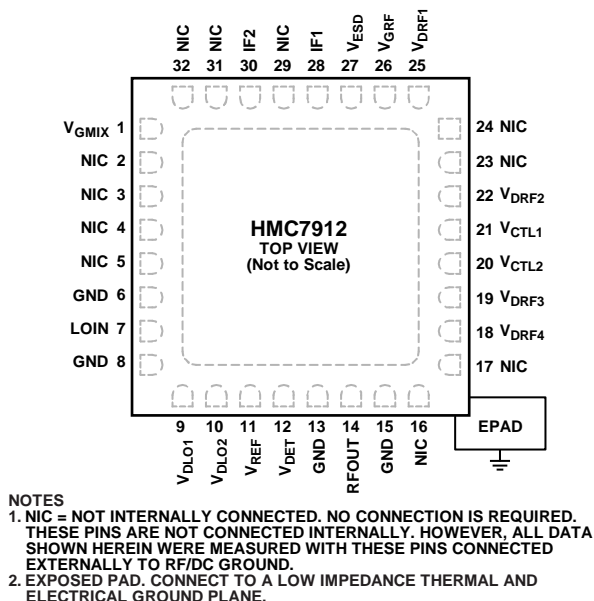 32 NIC
31 NIC
30 IF2
29 NIC
28 IF1
27 VESD
26 VGRF
25 VDRF1
VGMIX 1
NIC 2
NIC 3
NIC 4
NIC 5
GND 6
LOIN 7
GND 8
HMC7912
TOP VIEW
(Not to Scale)
24 NIC
23 NIC
22 VDRF2
21 VCTL1
20 VCTL2
19 VDRF3
18 VDRF4
17 NIC
9 VDLO1
10 VDLO2
11 VREF
12 VDET
13 GND
14 RFOUT
15 GND
16 NIC
EPAD
NOTES
1. NIC = NOT INTERNALLY CONNECTED. NO CONNECTION IS REQUIRED.
THESE PINS ARE NOT CONNECTED INTERNALLY. HOWEVER, ALL DATA
SHOWN HEREIN WERE MEASURED WITH THESE PINS CONNECTED
EXTERNALLY TO RF/DC GROUND.
2. EXPOSED PAD. CONNECT TO A LOW IMPEDANCE THERMAL AND
ELECTRICAL GROUND PLANE.